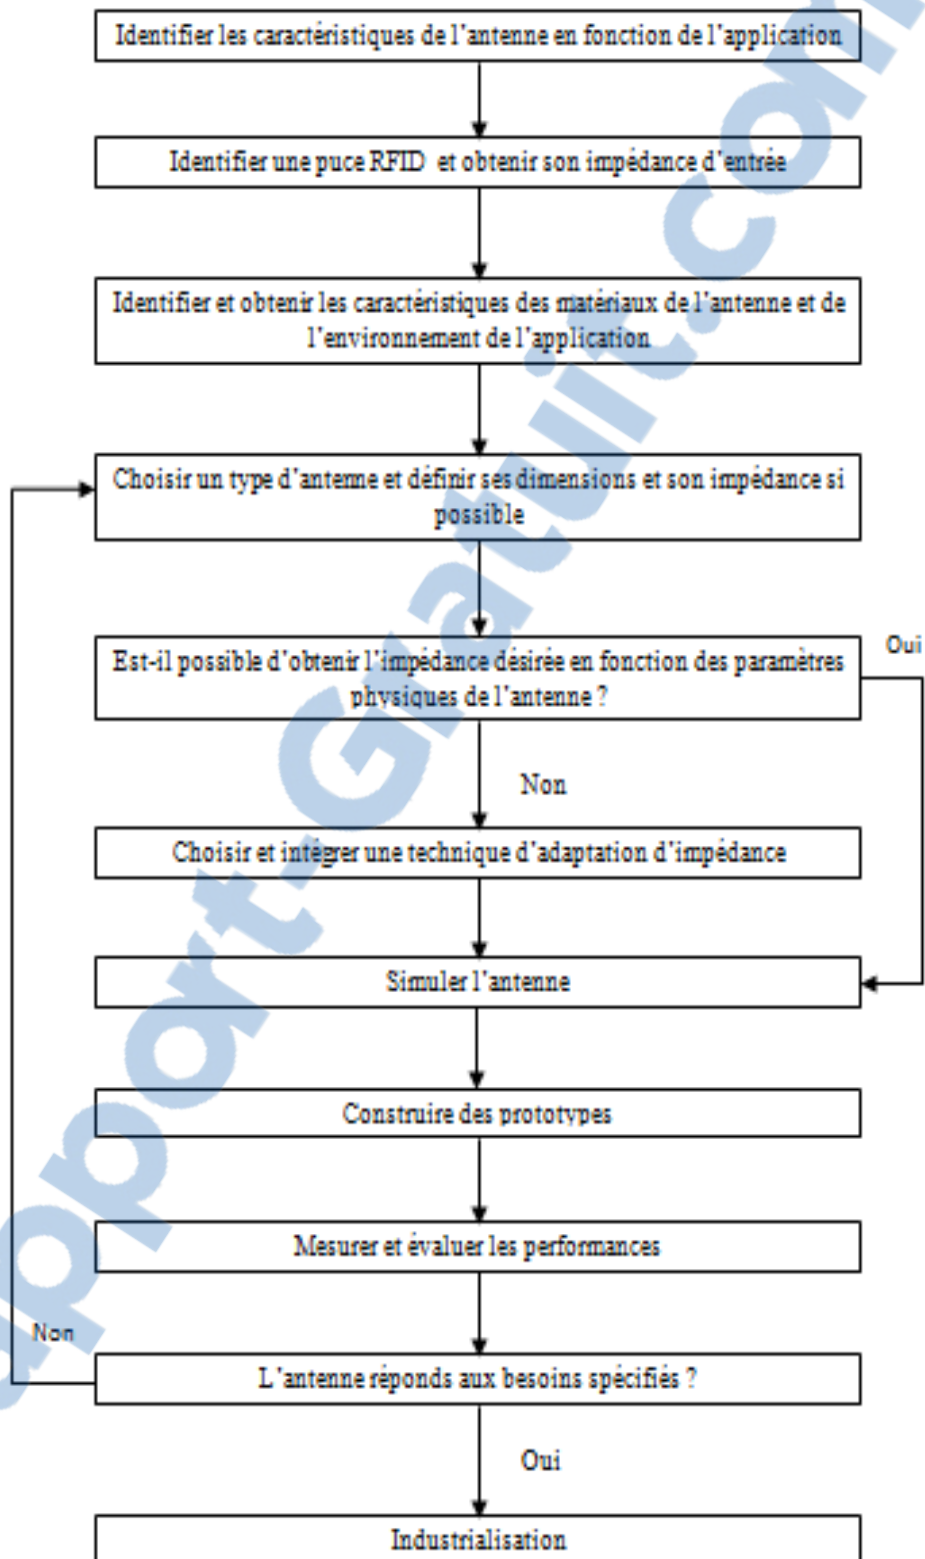 Identifier les caractéristiques de l'antenne en fonction de l'application
Identifier une puce RFID et obtenir son impédance d'entrée
Identifier et obtenir les caractéristiques des matériaux de l'antenne et de
l'environnement de l'application
Choisir un type d'antenne et définir ses dimensions et son impédance si
possible
Oui
Est-il possible d'obtenir l'impédance désirée en fonction des paramètres
physiques de l'antenne ?
Non
Choisir et intégrer une technique d'adaptation d'impédance
Simuler l'antenne
Construire des prototypes
Mesurer et évaluer les performances
Non
L'antenne réponds aux besoins spécifiés ?
Oui
Industrialisation
apport-Gratuit.com